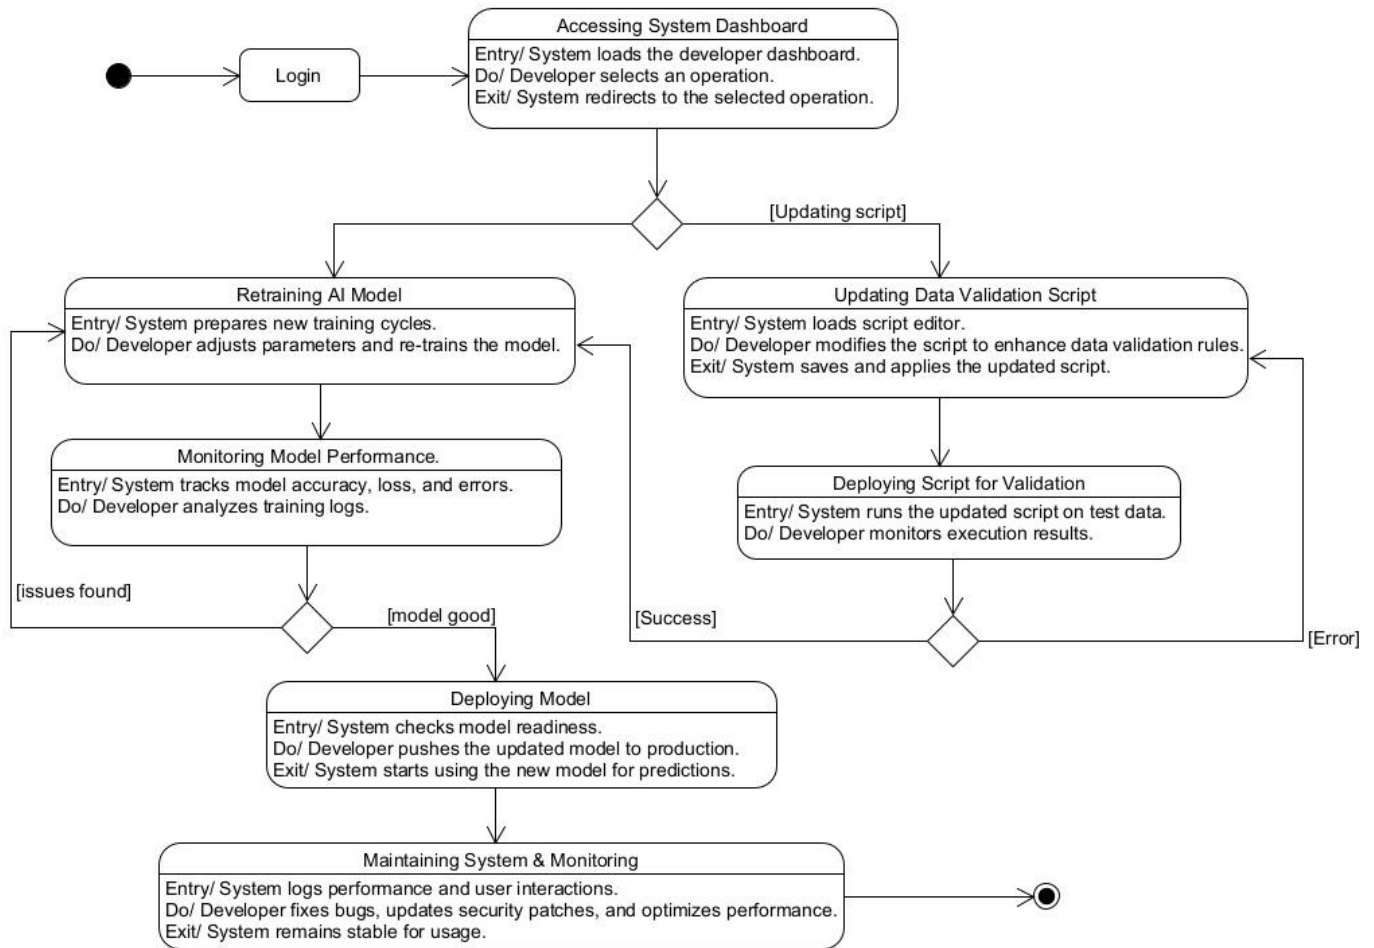 Accessing System Dashboard
Entry/ System loads the developer dashboard.
Do/ Developer selects an operation.
Exit/ System redirects to the selected operation.
Login
[Updating script]
Retraining AI Model
Entry/ System prepares new training cycles.
Do/ Developer adjusts parameters and re-trains the model.
Updating Data Validation Script
Entry/ System loads script editor.
Do/ Developer modifies the script to enhance data validation rules.
Exit/ System saves and applies the updated script.
Monitoring Model Performance.
Entry/ System tracks model accuracy, loss, and errors.
Do/ Developer analyzes training logs.
Deploying Script for Validation
Entry/ System runs the updated script on test data.
Do/ Developer monitors execution results.
[issues found]
[model good]
[Success]
[Error]
Deploying Model
Entry/ System checks model readiness.
Do/ Developer pushes the updated model to production.
Exit/ System starts using the new model for predictions.
Maintaining System & Monitoring
Entry/ System logs performance and user interactions.
Do/ Developer fixes bugs, updates security patches, and optimizes performance.
Exit/ System remains stable for usage.